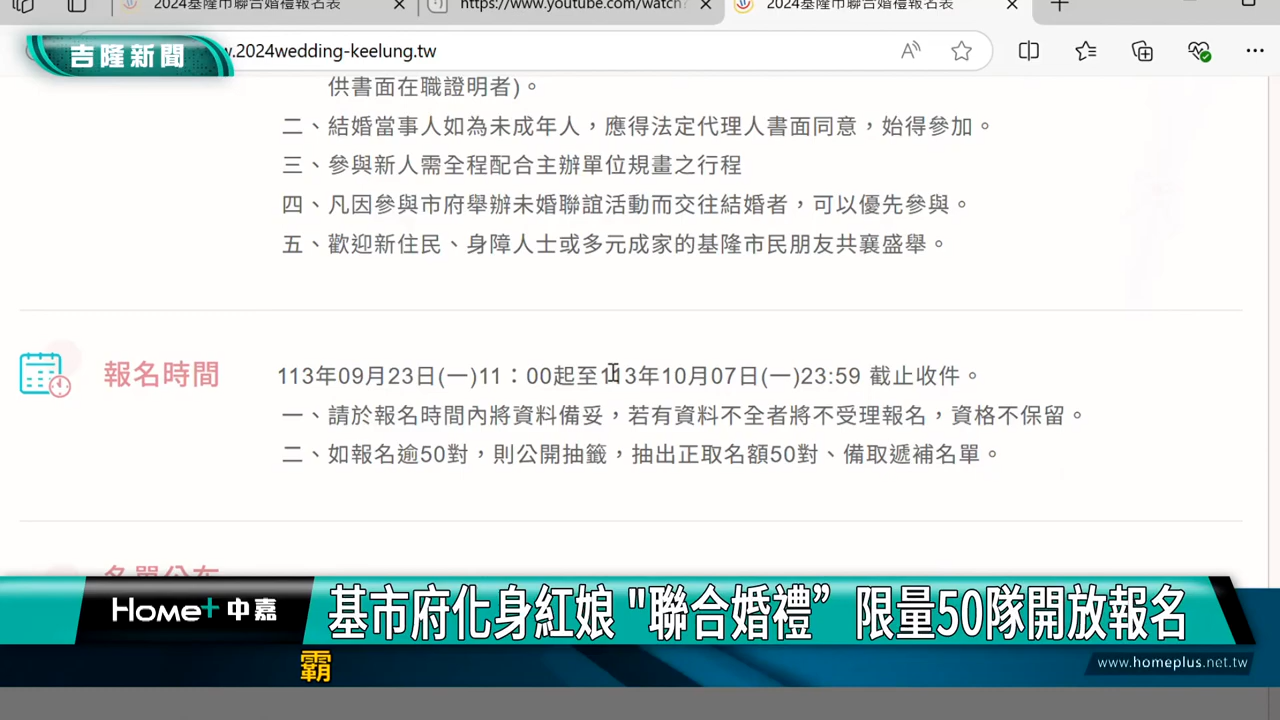 2024基隆市聯合婚禮報名表
https://www.youtube.com/watch?
2024基隆市聯合婚禮報名表
吉隆新聞
.2024wedding-keelung.tw
供書面在職證明者)。
二、結婚當事人如為未成年人，應得法定代理人書面同意，始得參加。
三、參與新人需全程配合主辦單位規畫之行程
四、凡因參與市府舉辦未婚聯誼活動而交往結婚者，可以優先參與。
五、歡迎新住民、身障人士或多元成家的基隆市民朋友共襄盛舉。
報名時間
113年09月23日(一)11：00起至113年10月07日(一)23:59 截止收件。
一、請於報名時間內將資料備妥，若有資料不全者將不受理報名，資格不保留。
二、如報名逾50對，則公開抽籤，抽出正取名額50對、備取遞補名單。
名單公布
Home+中嘉
基市府化身紅娘 "聯合婚禮” 限量50隊開放報名
霸
www.homeplus.net.tw